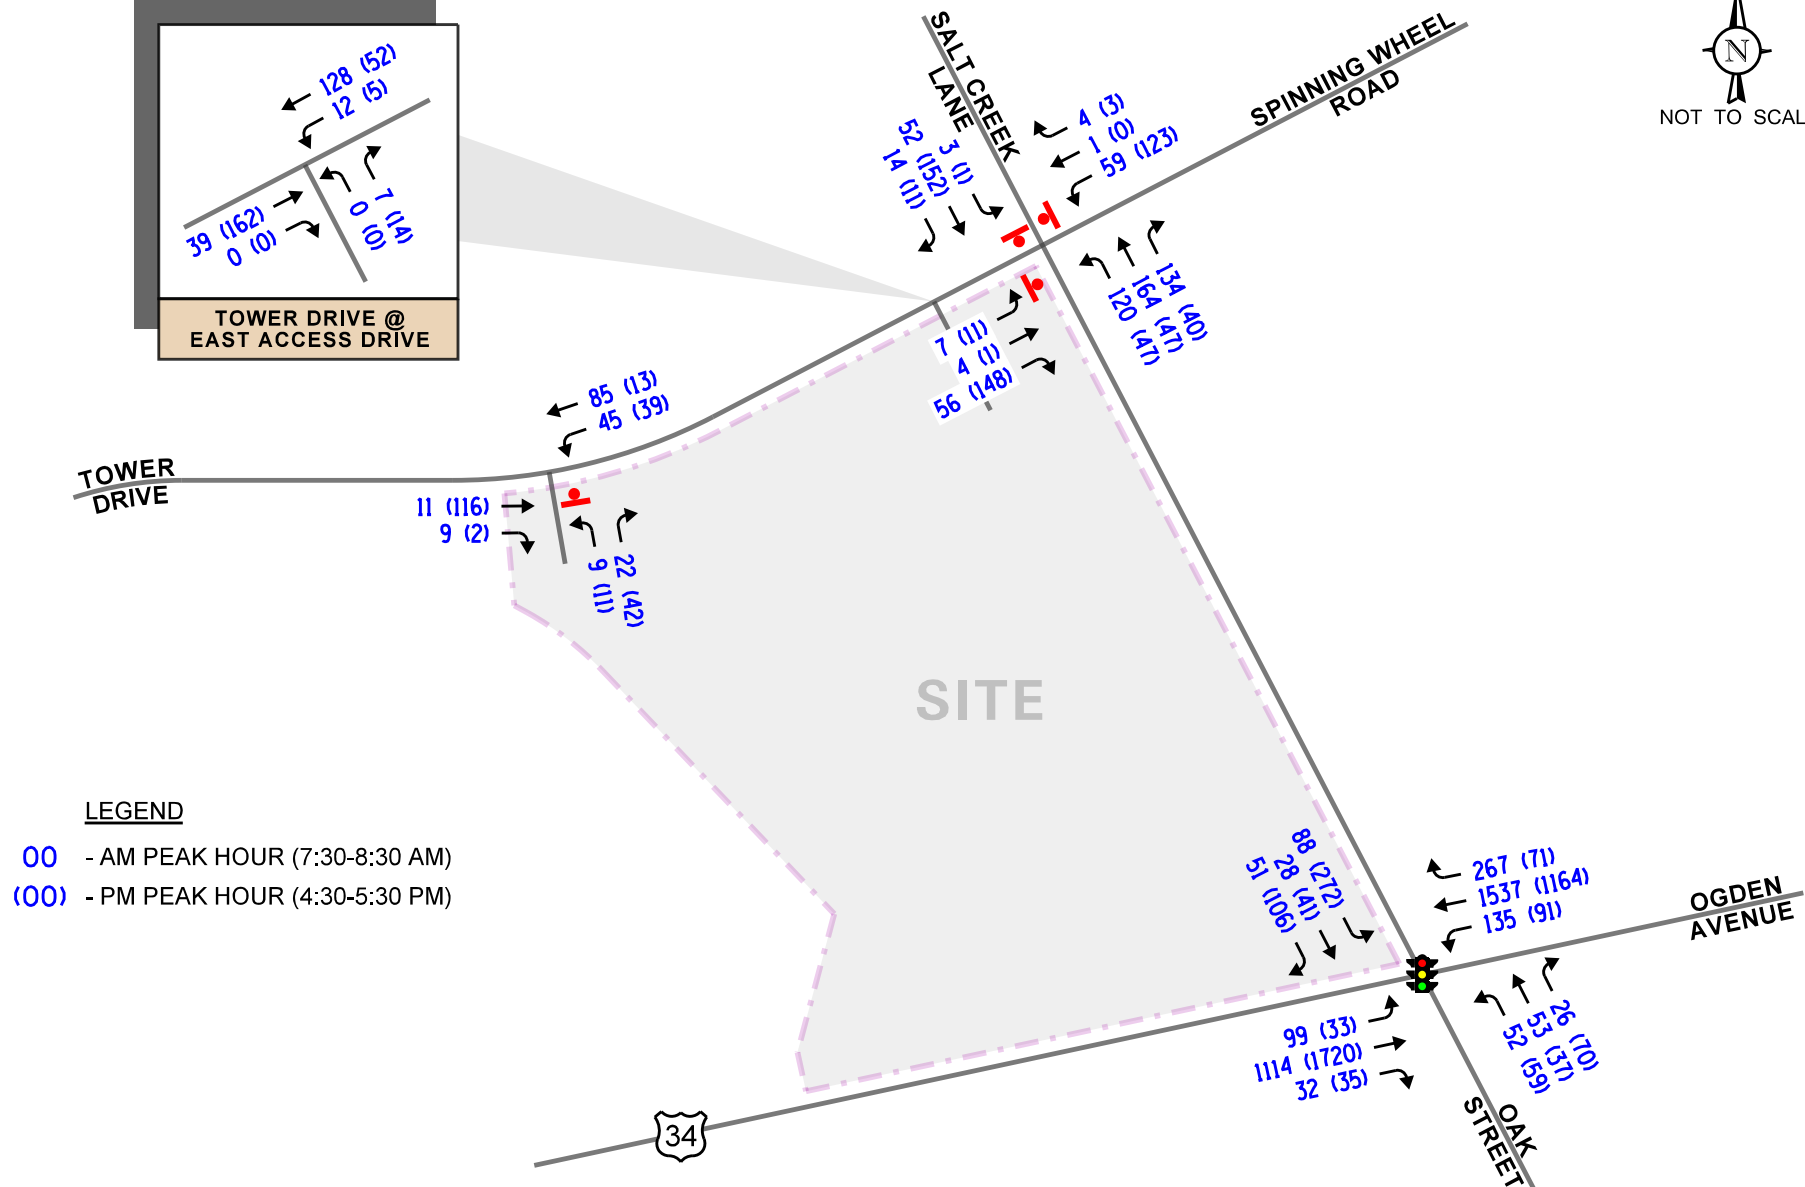 128 (52)
12 (5)
39 (162)
0 (0)
7 (14)
0 (0)
TOWER DRIVE @
EAST ACCESS DRIVE
SALT CREEK
LANE
SPINNING WHEEL
ROAD
N
NOT TO SCAL
3 (1)
52 (152)
14 (11)
4 (3)
1 (0)
59 (123)
134 (40)
164 (47)
120 (47)
7 (11)
4 (1)
56 (148)
85 (13)
45 (39)
TOWER
DRIVE
11 (116)
9 (2)
22 (42)
9 (11)
SITE
LEGEND
00 - AM PEAK HOUR (7:30-8:30 AM)
(00) - PM PEAK HOUR (4:30-5:30 PM)
88 (272)
28 (41)
51 (106)
267 (71)
1537 (1164)
135 (91)
OGDEN
AVENUE
99 (33)
1114 (1720)
32 (35)
26 (70)
53 (37)
52 (59)
34
OAK
STREET